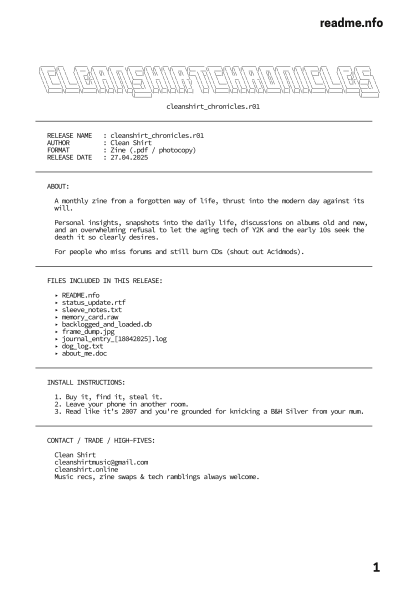 readme.nfo
CLEANSHIRTCHRONICLES
cleanshirt_chronicles.r01
RELEASE NAME : cleanshirt_chronicles.r01
AUTHOR : Clean Shirt
FORMAT : Zine (.pdf / photocopy)
RELEASE DATE : 27.04.2025
ABOUT:
A monthly zine from a forgotten way of life, thrust into the modern day against its
will.
Personal insights, snapshots into the daily life, discussions on albums old and new,
and an overwhelming refusal to let the aging tech of Y2K and the early 10s seek the
death it so clearly desires.
For people who miss forums and still burn CDs (shout out Acidmods).
FILES INCLUDED IN THIS RELEASE:
▸ README.nfo
▸ status_update.rtf
▸ sleeve_notes.txt
▸ memory_card.raw
▸ backlogged_and_loaded.db
▸ frame_dump.jpg
▸ journal_entry_[18042025].log
▸ dog_log.txt
▸ about_me.doc
INSTALL INSTRUCTIONS:
1. Buy it, find it, steal it.
2. Leave your phone in another room.
3. Read like it's 2007 and you're grounded for knicking a B&H Silver from your mum.
CONTACT / TRADE / HIGH-FIVES:
Clean Shirt
cleanshirtmusic@gmail.com
cleanshirt.online
Music recs, zine swaps & tech ramblings always welcome.
1